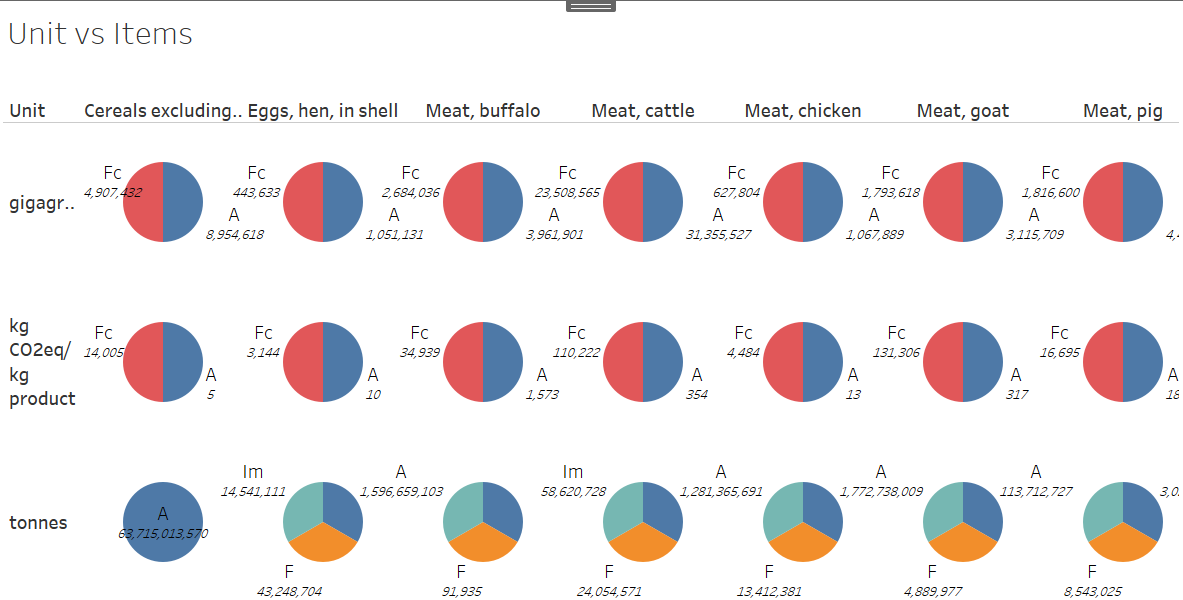 Unit vs Items
Unit Cereals excluding.. Eggs, hen, in shell Meat, buffalo Meat, cattle Meat, chicken Meat, goat Meat, pig
gigagr..
Fc Fc Fc Fc Fc Fc Fc
4,907,432 443,633 2,684,036 23,508,565 627,804 1,793,618 1,816,600
A A A A A A
8,954,618 1,051,131 3,961,901 31,355,527 1,067,889 3,115,709 4,4
kg
CO2eq/
kg
product
Fc Fc Fc Fc Fc Fc Fc
14,005 3,144 34,939 110,222 4,484 131,306 16,695
A A A A A A A
5 10 1,573 354 13 317 18
tonnes
Im A Im A A A
14,541,111 1,596,659,103 58,620,728 1,281,365,691 1,772,738,009 113,712,727 3,0
A
63,715,013,570
F F F F F F
43,248,704 91,935 24,054,571 13,412,381 4,889,977 8,543,025